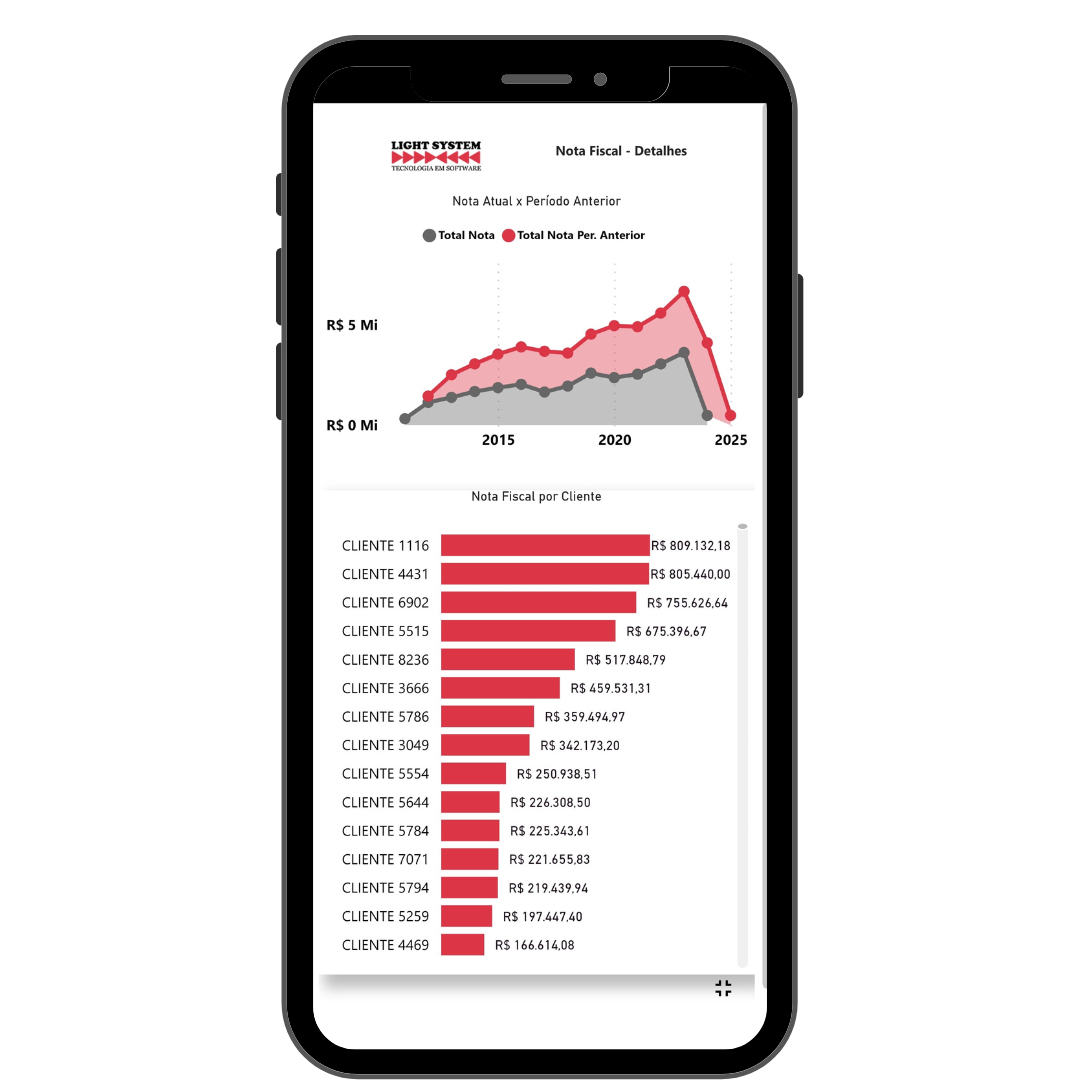 LIGHT SYSTEM
TECNOLOGIA EM SOFTWARE
Nota Fiscal - Detalhes
Nota Atual x Período Anterior
Total Nota Total Nota Per. Anterior
R$ 5 Mi
R$ 0 Mi
2015 2020 2025
Nota Fiscal por Cliente
CLIENTE 1116 R$ 809.132,18
CLIENTE 4431 R$ 805.440,00
CLIENTE 6902 R$ 755.626,64
CLIENTE 5515 R$ 675.396,67
CLIENTE 8236 R$ 517.848,79
CLIENTE 3666 R$ 459.531,31
CLIENTE 5786 R$ 359.494,97
CLIENTE 3049 R$ 342.173,20
CLIENTE 5554 R$ 250.938,51
CLIENTE 5644 R$ 226.308,50
CLIENTE 5784 R$ 225.343,61
CLIENTE 7071 R$ 221.655,83
CLIENTE 5794 R$ 219.439,94
CLIENTE 5259 R$ 197.447,40
CLIENTE 4469 R$ 166.614,08